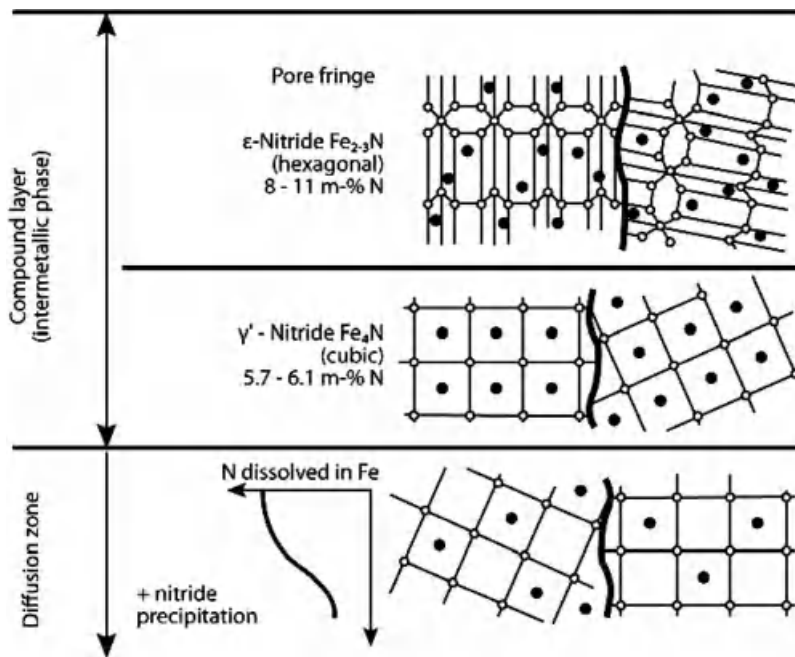 Compound layer
(intermetallic phase)
Pore fringe
ε-Nitride Fe₂₋₃N
(hexagonal)
8 - 11 m-% N
γ' - Nitride Fe₄N
(cubic)
5.7 - 6.1 m-% N
Diffusion zone
N dissolved in Fe
+ nitride
precipitation